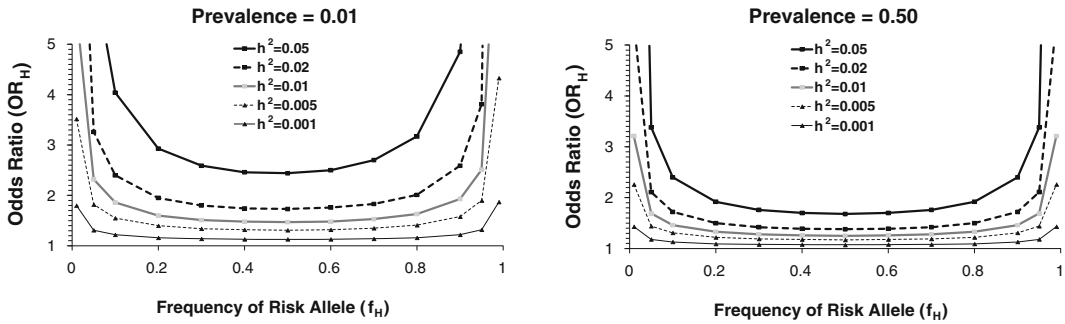 Prevalence = 0.01
Odds Ratio (ORH)
5
4
3
2
1
h²=0.05
h²=0.02
h²=0.01
h²=0.005
h²=0.001
0 0.2 0.4 0.6 0.8 1
Frequency of Risk Allele (fH)
Prevalence = 0.50
Odds Ratio (ORH)
5
4
3
2
1
h²=0.05
h²=0.02
h²=0.01
h²=0.005
h²=0.001
0 0.2 0.4 0.6 0.8 1
Frequency of Risk Allele (fH)